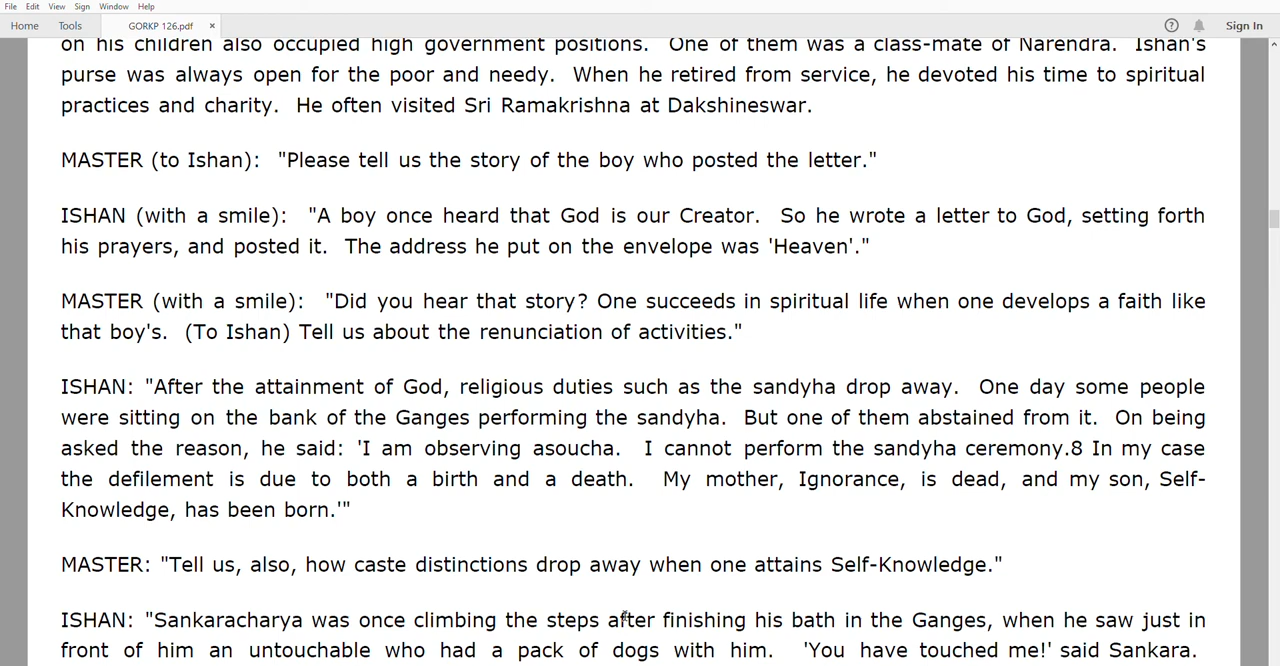 File Edit View Sign Window Help
Home Tools GORKP 126.pdf × ? Sign In
on his children also occupied high government positions. One of them was a class-mate of Narendra. Ishan's
purse was always open for the poor and needy. When he retired from service, he devoted his time to spiritual
practices and charity. He often visited Sri Ramakrishna at Dakshineswar.
MASTER (to Ishan): "Please tell us the story of the boy who posted the letter."
ISHAN (with a smile): "A boy once heard that God is our Creator. So he wrote a letter to God, setting forth
his prayers, and posted it. The address he put on the envelope was 'Heaven'."
MASTER (with a smile): "Did you hear that story? One succeeds in spiritual life when one develops a faith like
that boy's. (To Ishan) Tell us about the renunciation of activities."
ISHAN: "After the attainment of God, religious duties such as the sandyha drop away. One day some people
were sitting on the bank of the Ganges performing the sandyha. But one of them abstained from it. On being
asked the reason, he said: 'I am observing asoucha. I cannot perform the sandyha ceremony.8 In my case
the defilement is due to both a birth and a death. My mother, Ignorance, is dead, and my son, Self-
Knowledge, has been born.'"
MASTER: "Tell us, also, how caste distinctions drop away when one attains Self-Knowledge."
ISHAN: "Sankaracharya was once climbing the steps after finishing his bath in the Ganges, when he saw just in
front of him an untouchable who had a pack of dogs with him. 'You have touched me!' said Sankara.